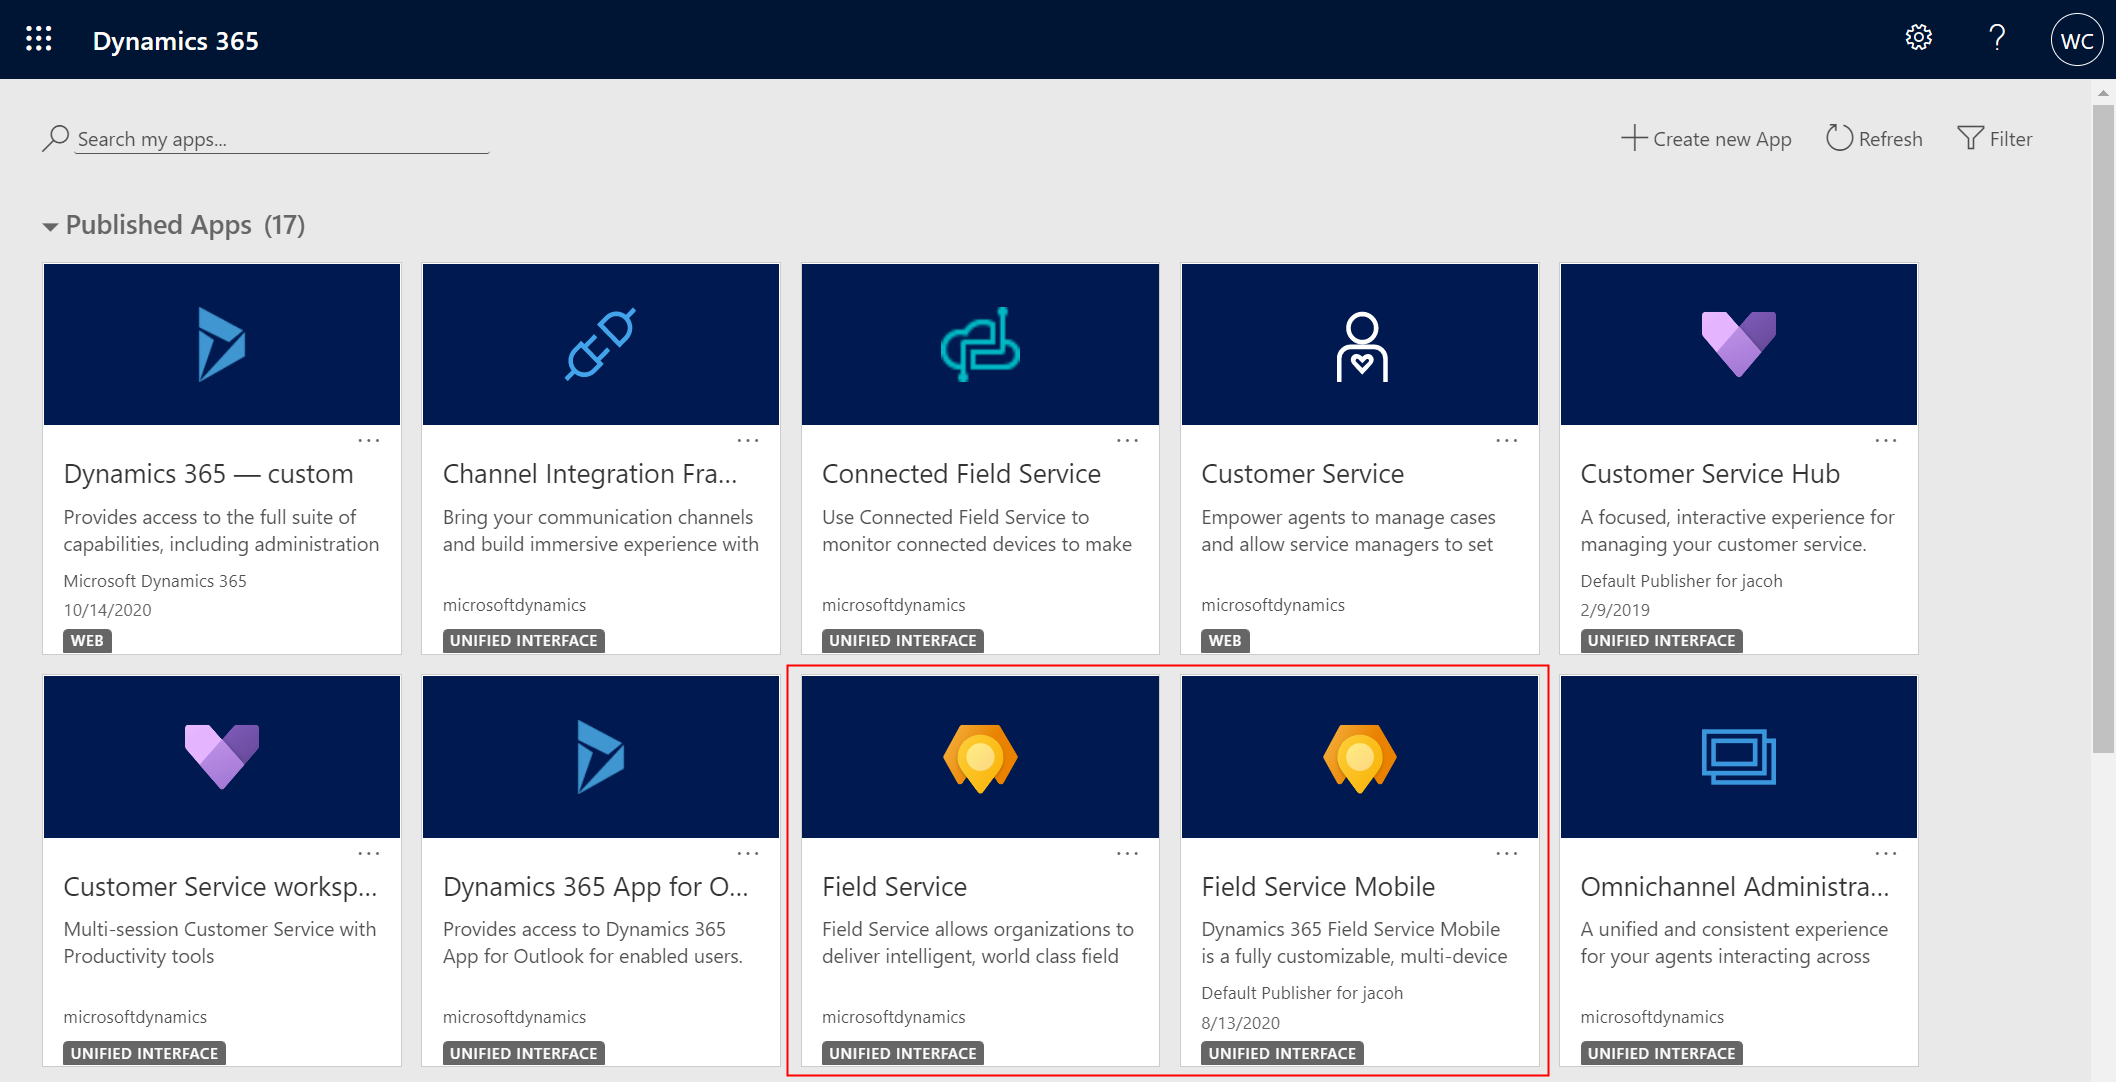 Dynamics 365
?
WC
Search my apps...
Create new App
Refresh
Filter
Published Apps (17)
...
Dynamics 365 — custom
Provides access to the full suite of
capabilities, including administration
Microsoft Dynamics 365
10/14/2020
WEB
...
Channel Integration Fra...
Bring your communication channels
and build immersive experience with
microsoftdynamics
UNIFIED INTERFACE
...
Connected Field Service
Use Connected Field Service to
monitor connected devices to make
microsoftdynamics
UNIFIED INTERFACE
...
Customer Service
Empower agents to manage cases
and allow service managers to set
microsoftdynamics
WEB
...
Customer Service Hub
A focused, interactive experience for
managing your customer service.
Default Publisher for jacoh
2/9/2019
UNIFIED INTERFACE
...
Customer Service worksp...
Multi-session Customer Service with
Productivity tools
microsoftdynamics
UNIFIED INTERFACE
...
Dynamics 365 App for O...
Provides access to Dynamics 365
App for Outlook for enabled users.
microsoftdynamics
UNIFIED INTERFACE
...
Field Service
Field Service allows organizations to
deliver intelligent, world class field
microsoftdynamics
UNIFIED INTERFACE
...
Field Service Mobile
Dynamics 365 Field Service Mobile
is a fully customizable, multi-device
Default Publisher for jacoh
8/13/2020
UNIFIED INTERFACE
...
Omnichannel Administra...
A unified and consistent experience
for your agents interacting across
microsoftdynamics
UNIFIED INTERFACE